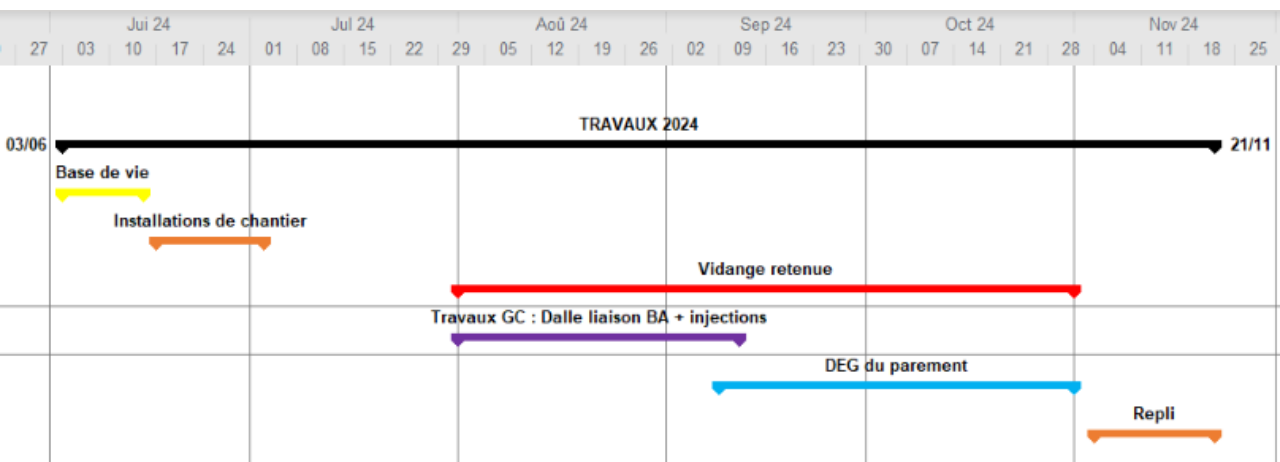 Jui 24 Jul 24 Aoû 24 Sep 24 Oct 24 Nov 24
27 03 10 17 24 01 08 15 22 29 05 12 19 26 02 09 16 23 30 07 14 21 28 04 11 18 25
TRAVAUX 2024
03/06 21/11
Base de vie
Installations de chantier
Vidange retenue
Travaux GC : Dalle liaison BA + injections
DEG du parement
Repli